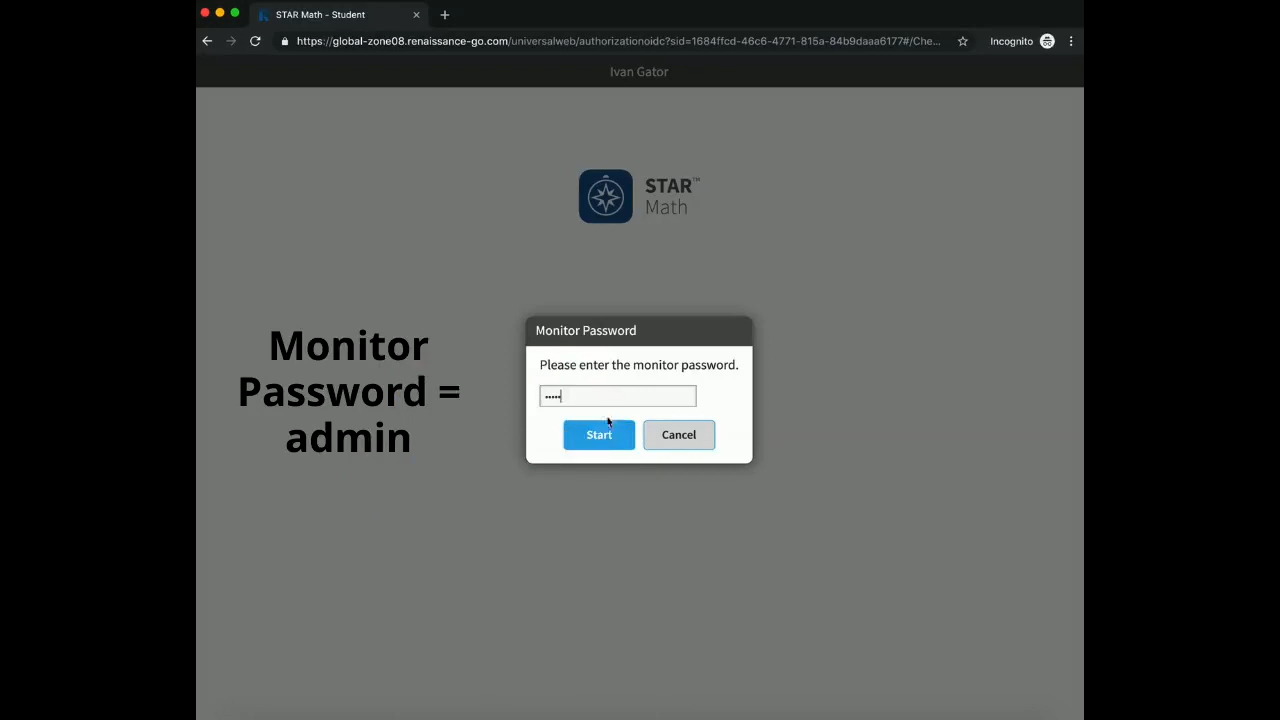 STAR Math - Student
https://global-zone08.renaissance-go.com/universalweb/authorizationoidc?sid=1684ffcd-46c6-4771-815a-84b9daaa6177#/Che...
Incognito
Ivan Gator
STAR™
Math
Monitor
Password =
admin
Monitor Password
Please enter the monitor password.
•••••
Start
Cancel